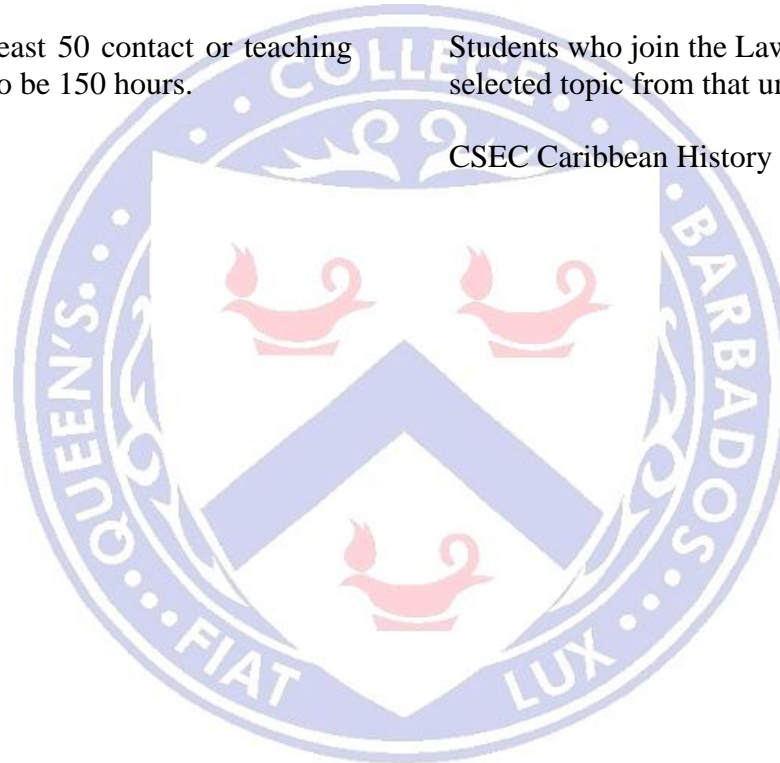 east 50 contact or teaching
o be 150 hours.
Students who join the Law
selected topic from that un
CSEC Caribbean History
COLLEGE
QUEEN'S
BARBADOS
FIAT
LUX